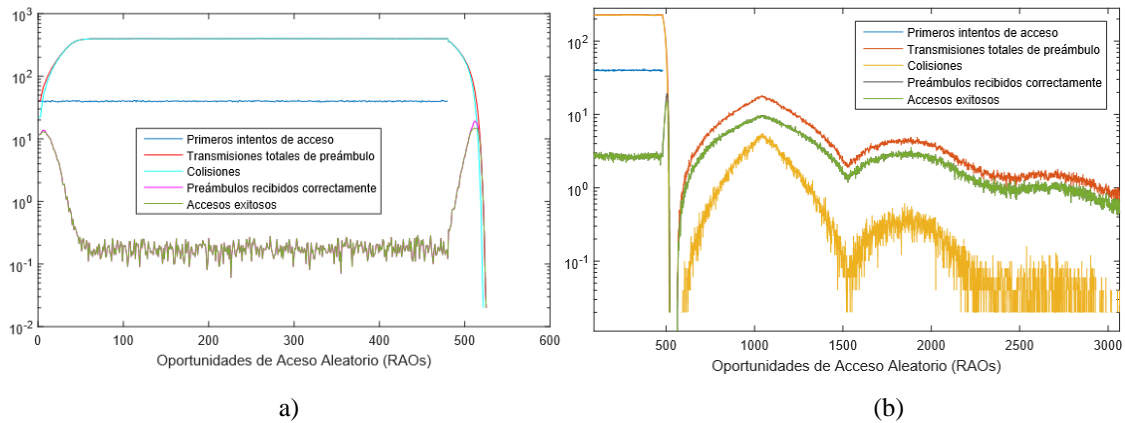 10³
10²
10¹
10⁰
10⁻¹
10⁻²
0
100
200
300
400
500
600
Primeros intentos de acceso
Transmisiones totales de preámbulo
Colisiones
Preámbulos recibidos correctamente
Accesos exitosos
Oportunidades de Aceso Aleatorio (RAOs)
a)
10²
10¹
10⁰
10⁻¹
500
1000
1500
2000
2500
3000
Primeros intentos de acceso
Transmisiones totales de preámbulo
Colisiones
Preámbulos recibidos correctamente
Accesos exitosos
Oportunidades de Acceso Aleatorio (RAOs)
(b)